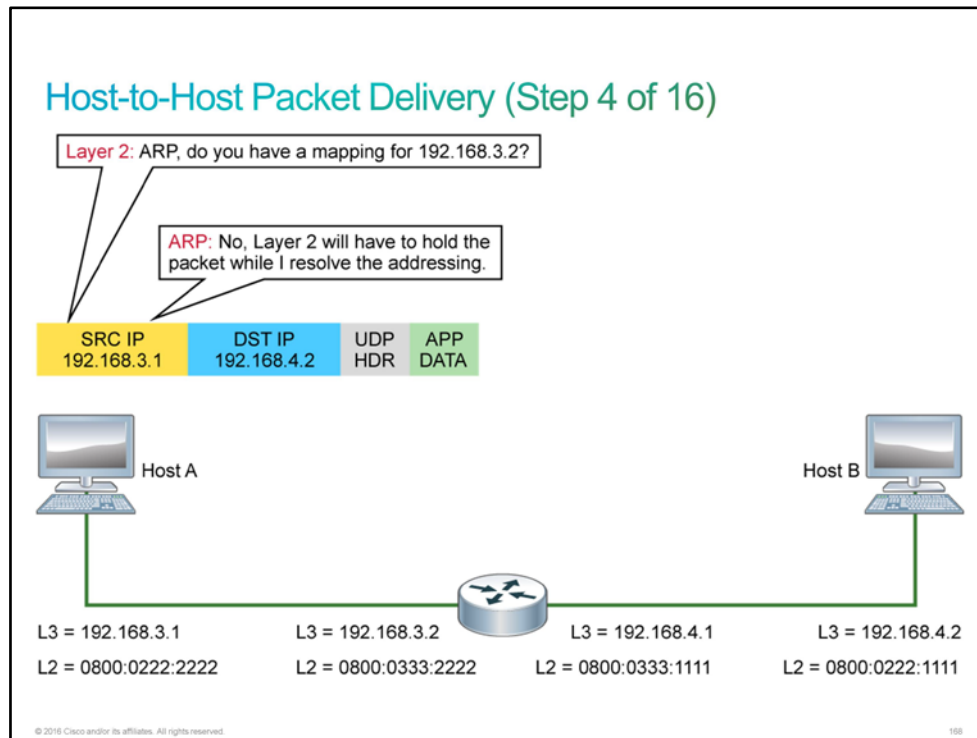 Host-to-Host Packet Delivery (Step 4 of 16)
Layer 2: ARP, do you have a mapping for 192.168.3.2?
ARP: No, Layer 2 will have to hold the
packet while I resolve the addressing.
SRC IP
192.168.3.1
DST IP
192.168.4.2
UDP
HDR
APP
DATA
Host A
Host B
L3 = 192.168.3.1
L2 = 0800:0222:2222
L3 = 192.168.3.2
L2 = 0800:0333:2222
L3 = 192.168.4.1
L2 = 0800:0333:1111
L3 = 192.168.4.2
L2 = 0800:0222:1111
© 2016 Cisco and/or its affiliates. All rights reserved.
168